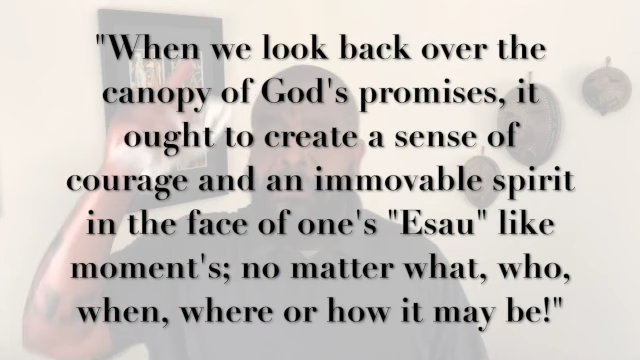 "When we look back over the
canopy of God's promises, it
ought to create a sense of
courage and an immovable spirit
in the face of one's "Esau" like
moment's; no matter what, who,
when, where or how it may be!"